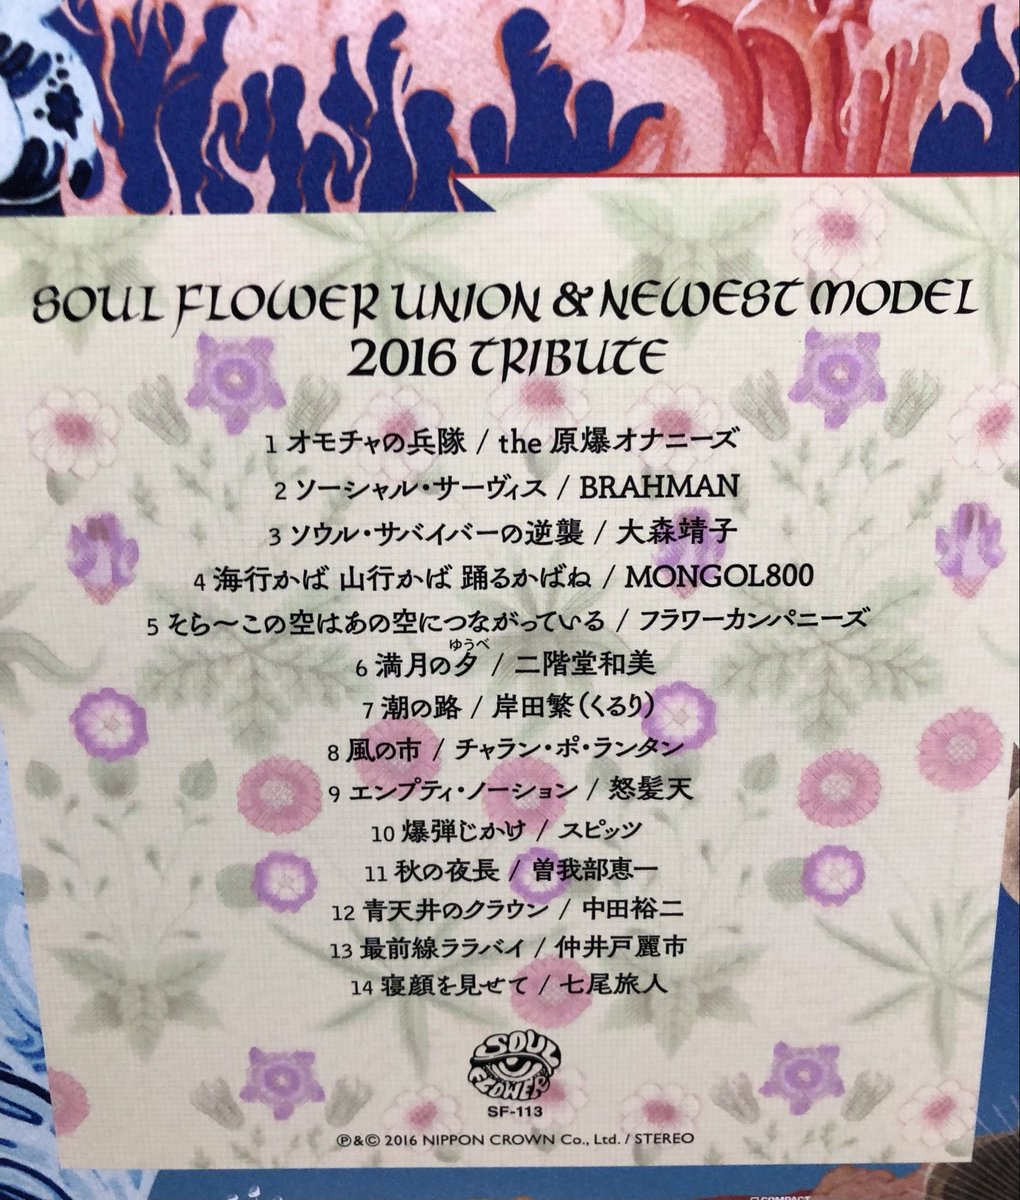 SOUL FLOWER UNION & NEWEST MODEL
2016 TRIBUTE
1 オモチャの兵隊 / the 原爆オナニーズ
2 ソーシャル・サーヴィス / BRAHMAN
3 ソウル・サバイバーの逆襲 / 大森靖子
4 海行かば 山行かば 踊るかばね / MONGOL800
5 そら〜この空はあの空につながっている / フラワーカンパニーズ
ゆうべ
6 満月の夕 / 二階堂和美
7 潮の路 / 岸田繁(くるり)
8 風の市 / チャラン・ポ・ランタン
9 エンプティ・ノーション / 怒髪天
10 爆弾じかけ / スピッツ
11 秋の夜長 / 曽我部恵一
12 青天井のクラウン / 中田裕二
13 最前線ララバイ / 仲井戸麗市
14 寝顔を見せて / 七尾旅人
SOUL
FLOWER
SF-113
℗&© 2016 NIPPON CROWN Co., Ltd. / STEREO
COMPACT